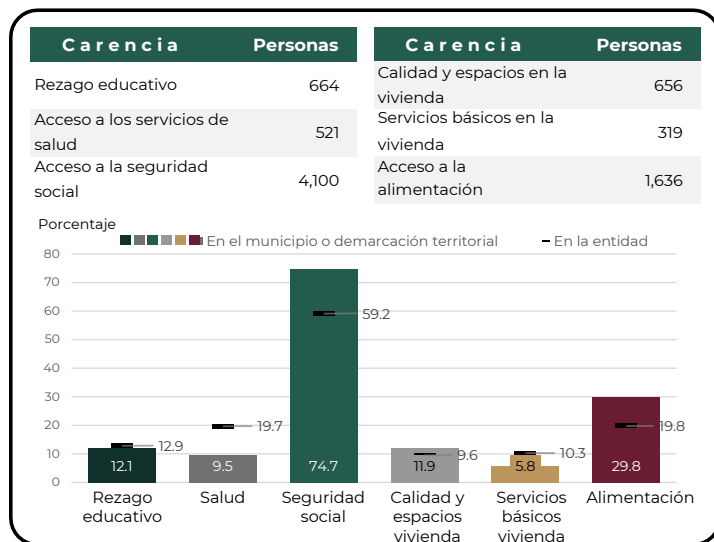 Carencia Personas
Rezago educativo 664
Acceso a los servicios de
salud 521
Acceso a la seguridad
social 4,100
Carencia Personas
Calidad y espacios en la
vivienda 656
Servicios básicos en la
vivienda 319
Acceso a la
alimentación 1,636
Porcentaje
En el municipio o demarcación territorial En la entidad
80
70
60
50
40
30
20
10
0
12.9
19.7
59.2
9.6
10.3
19.8
12.1
9.5
74.7
11.9
5.8
29.8
Rezago
educativo
Salud
Seguridad
social
Calidad y
espacios
vivienda
Servicios
básicos
vivienda
Alimentación